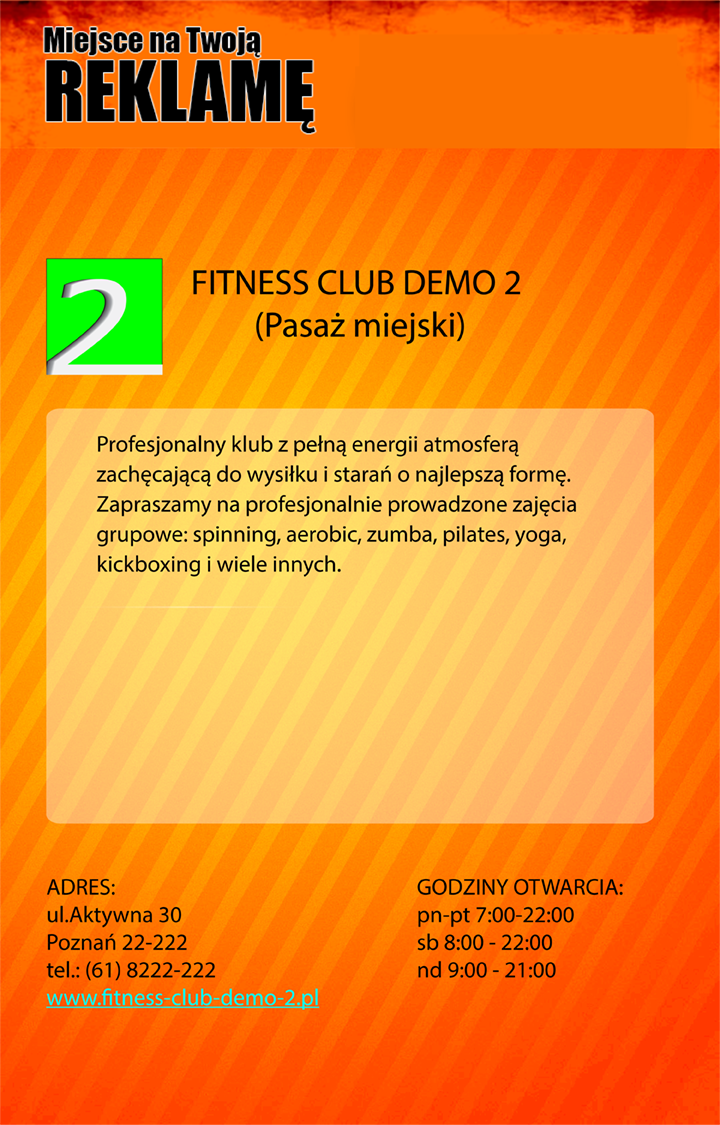 Miejsce na Twoją
REKLAMĘ
2
FITNESS CLUB DEMO 2
(Pasaż miejski)
Profesjonalny klub z pełną energii atmosferą
zachęcającą do wysiłku i starań o najlepszą formę.
Zapraszamy na profesjonalnie prowadzone zajęcia
grupowe: spinning, aerobic, zumba, pilates, yoga,
kickboxing i wiele innych.
ADRES:
ul.Aktywna 30
Poznań 22-222
tel.: (61) 8222-222
www.fitness-club-demo-2.pl
GODZINY OTWARCIA:
pn-pt 7:00-22:00
sb 8:00 - 22:00
nd 9:00 - 21:00